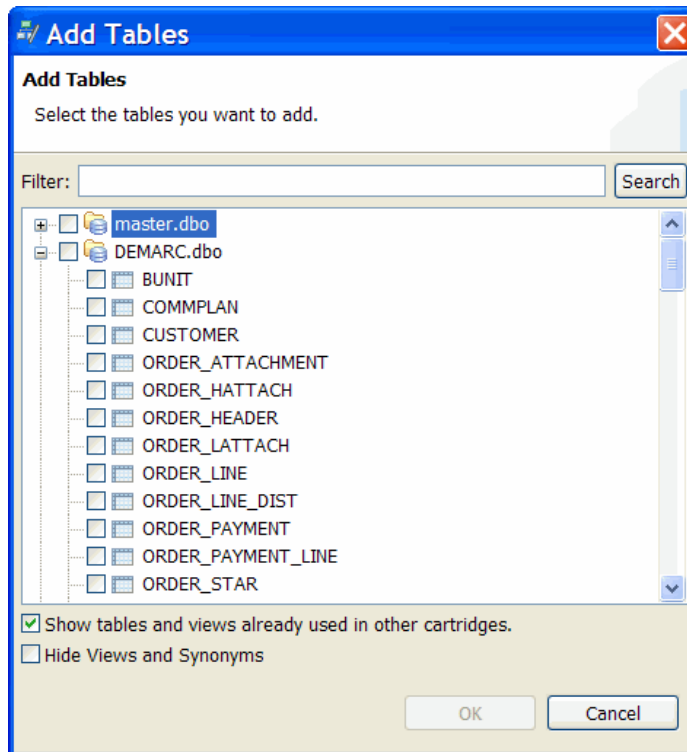 Add Tables
Add Tables
Select the tables you want to add.
Filter: Search
master.dbo
DEMARC.dbo
BUNIT
COMMPLAN
CUSTOMER
ORDER_ATTACHMENT
ORDER_HATTACH
ORDER_HEADER
ORDER_LATTACH
ORDER_LINE
ORDER_LINE_DIST
ORDER_PAYMENT
ORDER_PAYMENT_LINE
ORDER_STAR
Show tables and views already used in other cartridges.
Hide Views and Synonyms
OK Cancel